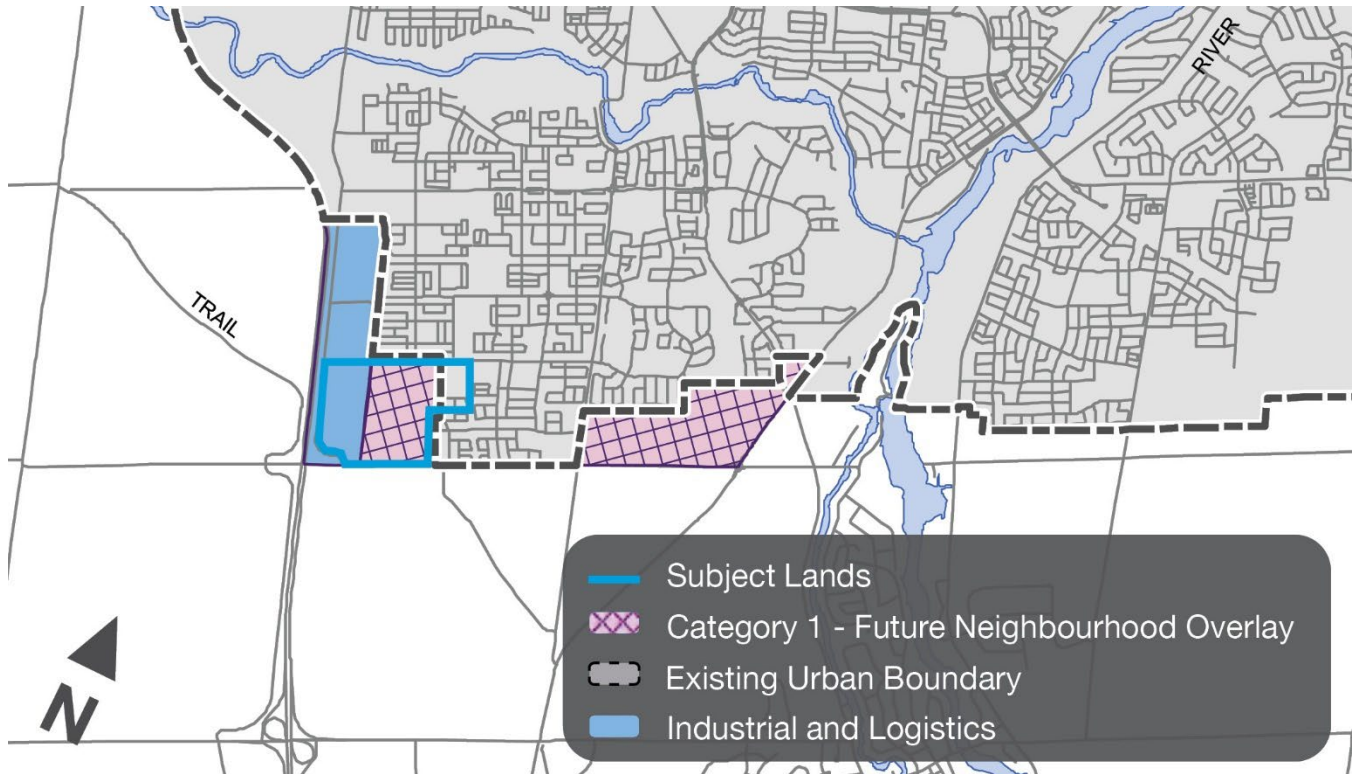 RIVER
TRAIL
Subject Lands
Category 1 - Future Neighbourhood Overlay
Existing Urban Boundary
Industrial and Logistics
N